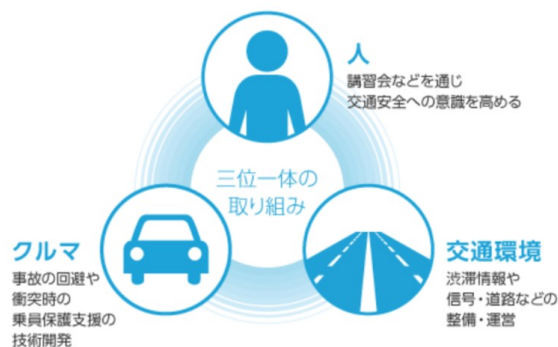 人
講習会などを通じ
交通安全への意識を高める
三位一体の
取り組み
クルマ
事故の回避や
衝突時の
乗員保護支援の
技術開発
交通環境
渋滞情報や
信号・道路などの
整備・運営